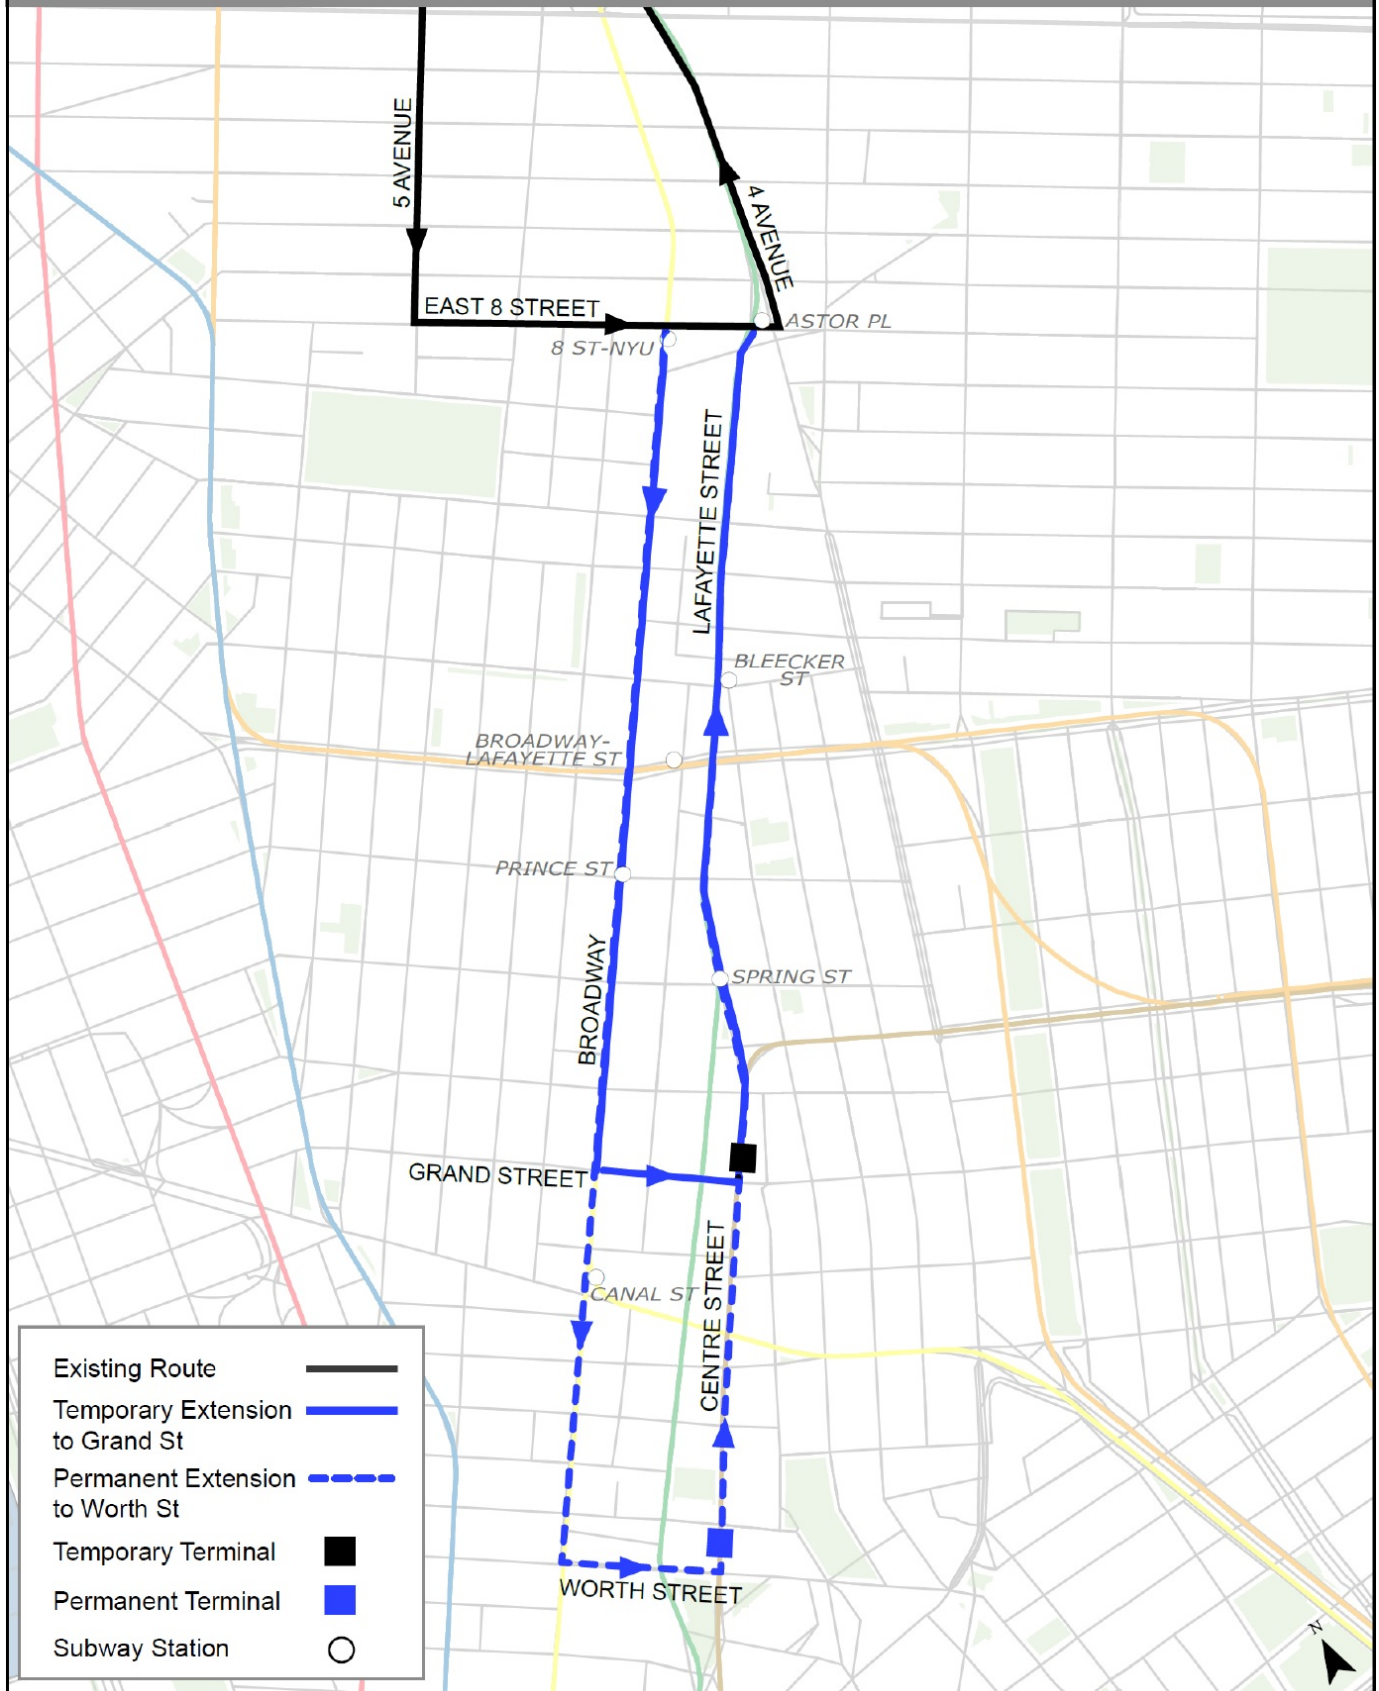 5 AVENUE
4 AVENUE
EAST 8 STREET
ASTOR PL
8 ST-NYU
LAFAYETTE STREET
BLEECKER
ST
BROADWAY-
LAFAYETTE ST
PRINCE ST
BROADWAY
SPRING ST
GRAND STREET
CENTRE STREET
CANAL ST
WORTH STREET
Existing Route
Temporary Extension
to Grand St
Permanent Extension
to Worth St
Temporary Terminal
Permanent Terminal
Subway Station
N